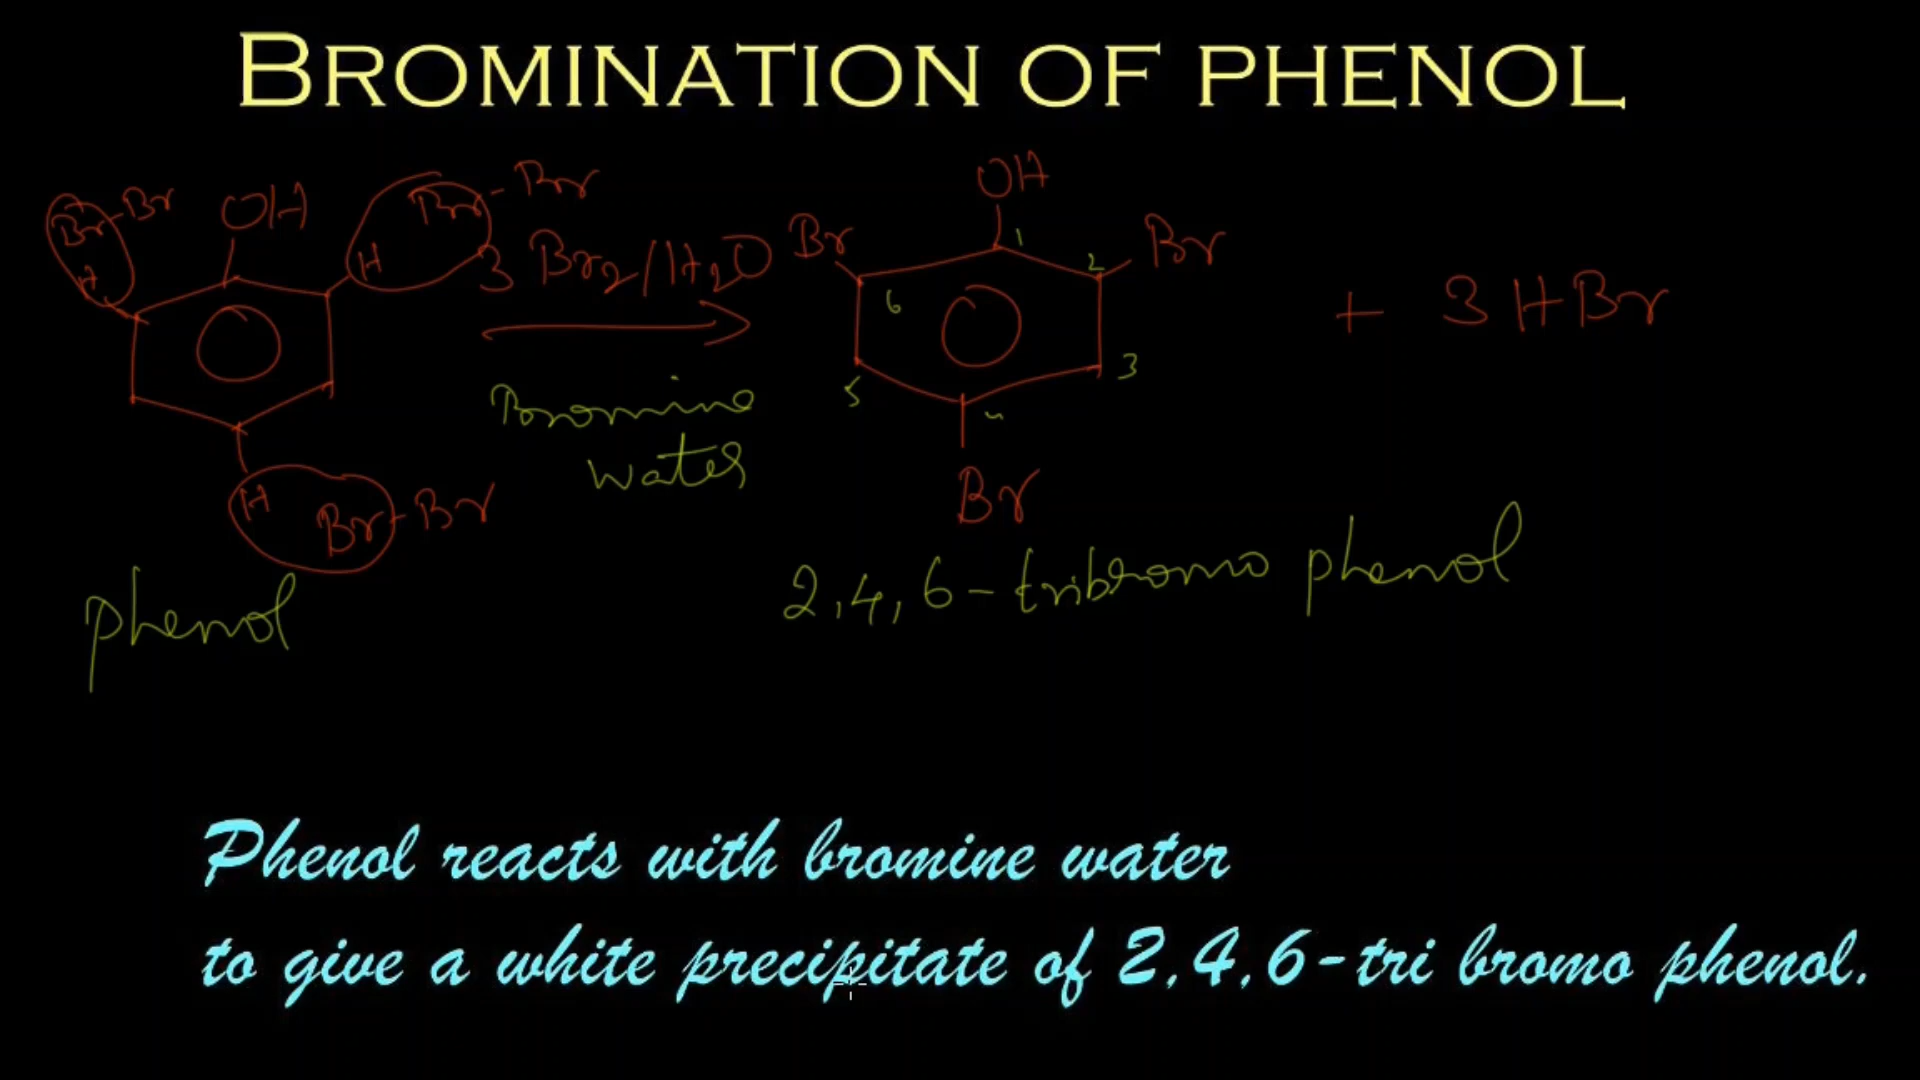 BROMINATION OF PHENOL
Br-Br OH Br-Br
H H
3 Br2/H2O
H Br-Br
Bromine
water
phenol
OH
Br 1 2 Br
6
5 4 3
Br
+ 3 HBr
2,4,6-tribromo phenol
Phenol reacts with bromine water
to give a white precipitate of 2,4,6-tri bromo phenol.